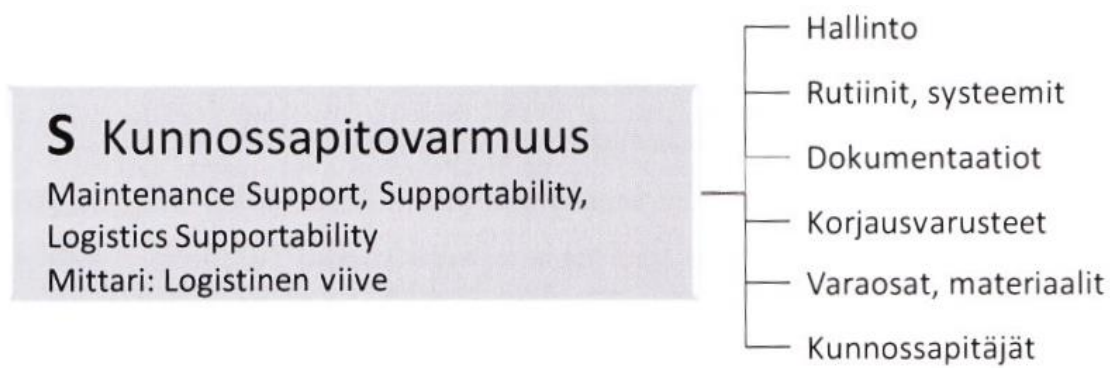 S Kunnossapitovarmuus
Maintenance Support, Supportability,
Logistics Supportability
Mittari: Logistinen viive
Hallinto
Rutiinit, systeemit
Dokumentaatiot
Korjausvarusteet
Varaosat, materiaalit
Kunnossapitäjät